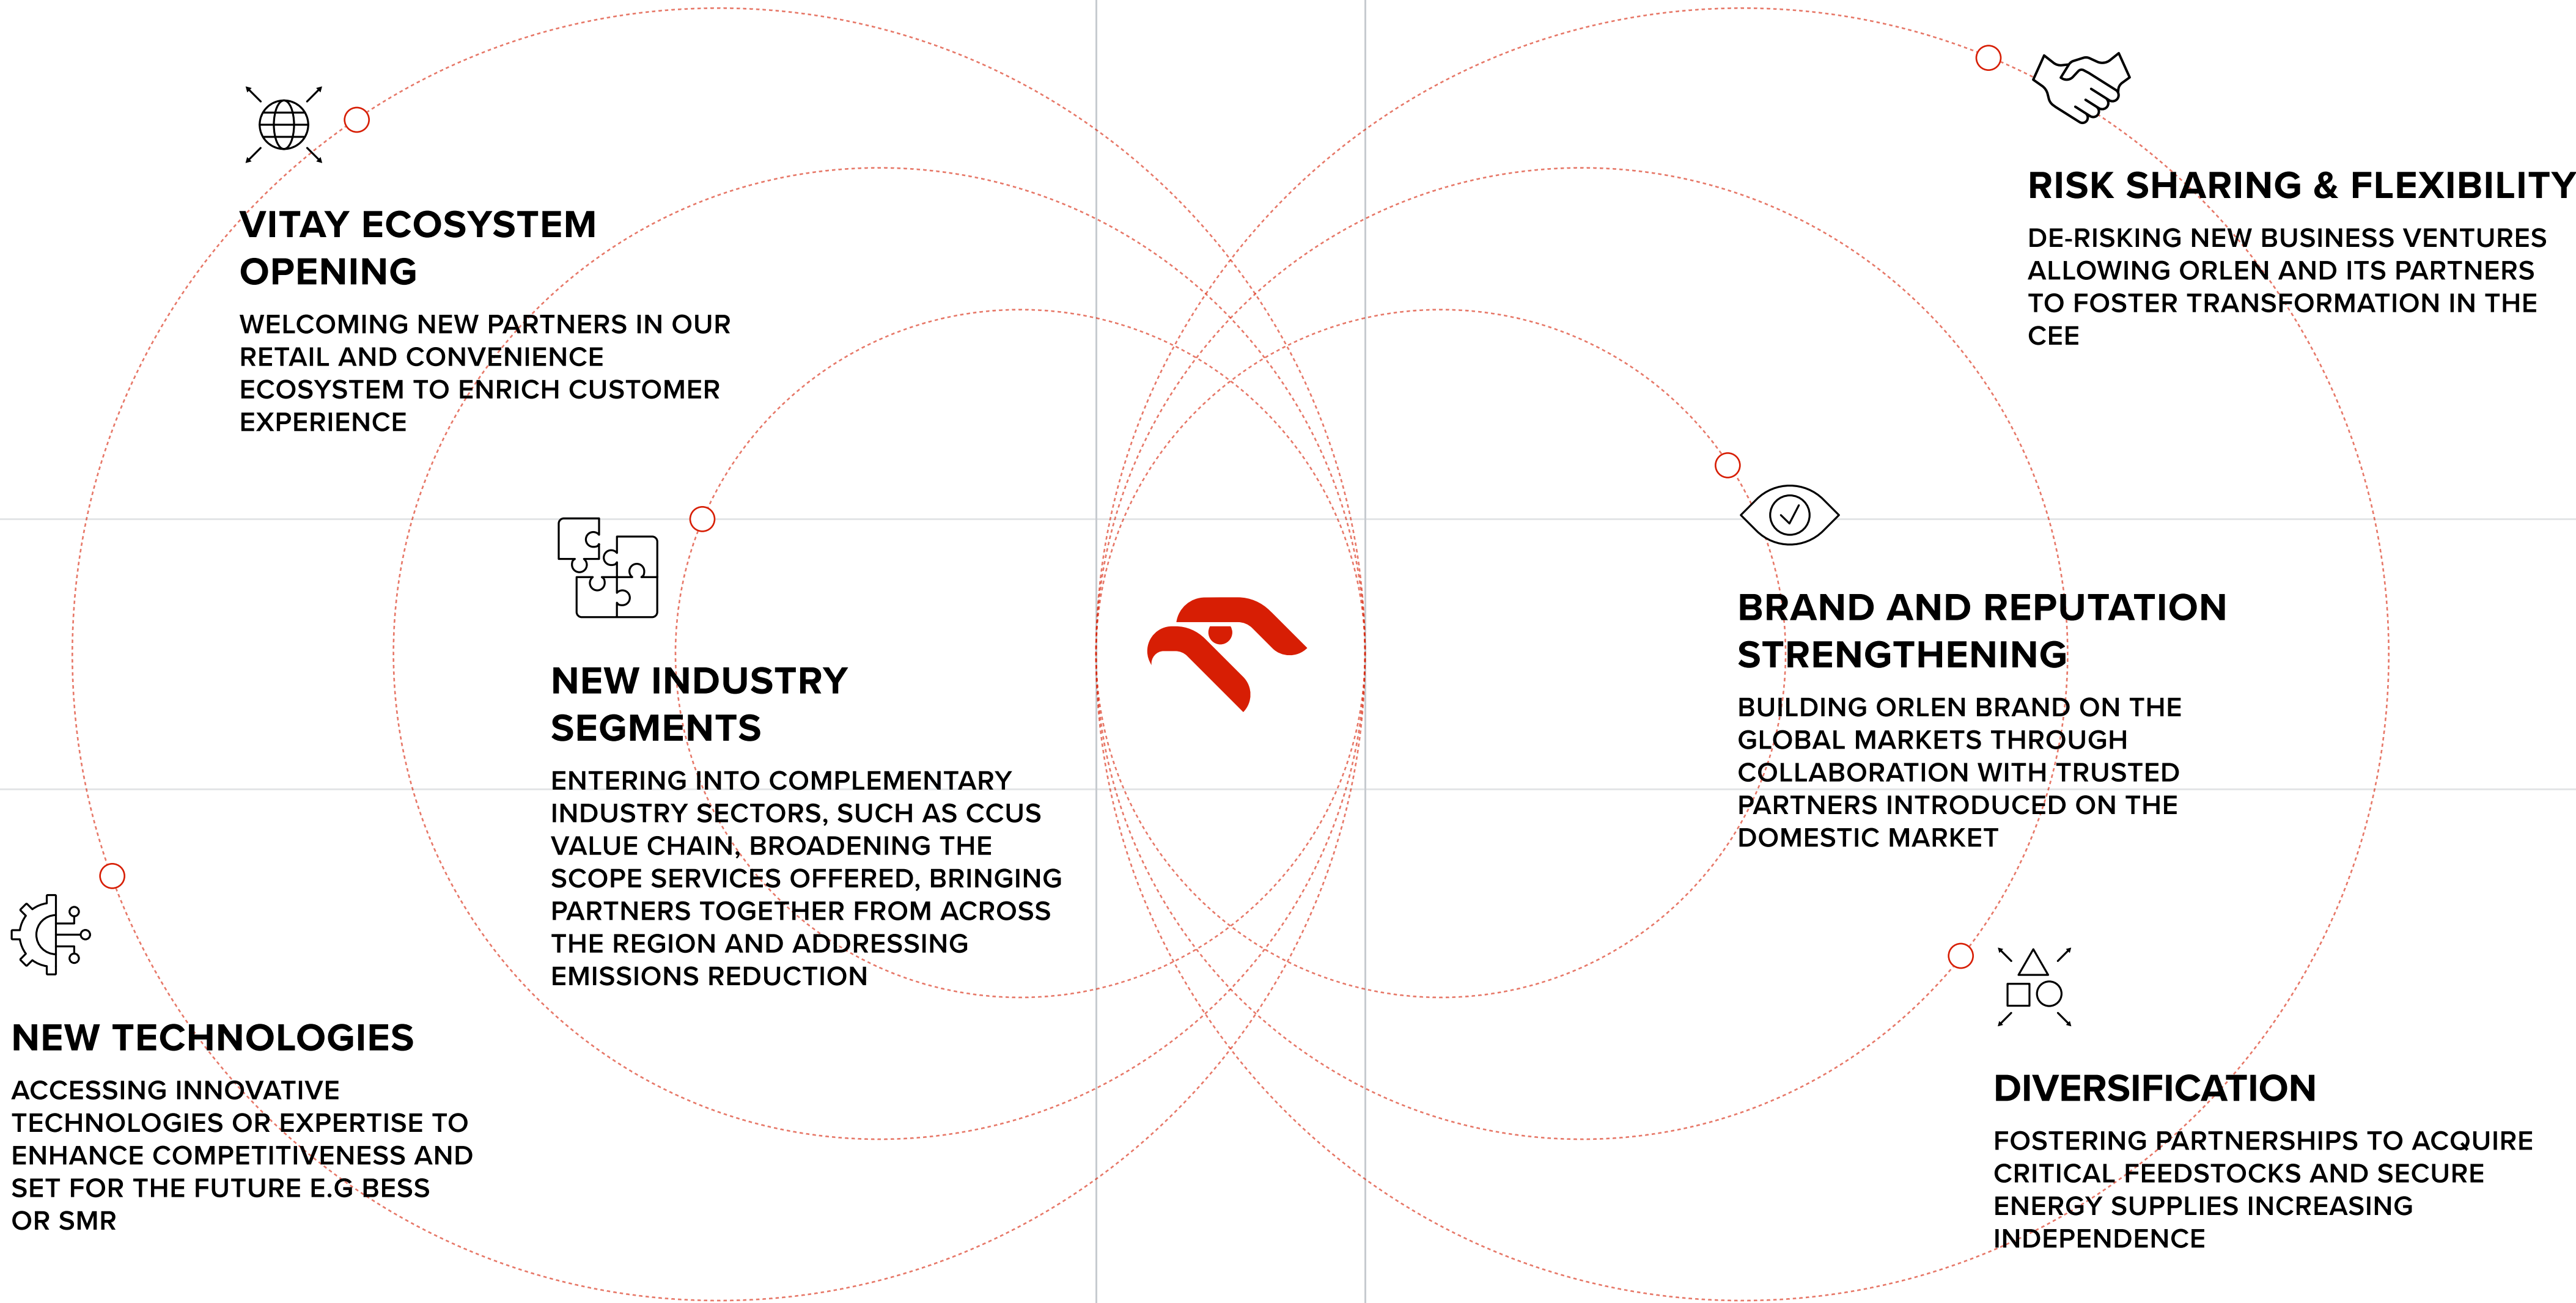 VITAY ECOSYSTEM
OPENING
WELCOMING NEW PARTNERS IN OUR
RETAIL AND CONVENIENCE
ECOSYSTEM TO ENRICH CUSTOMER
EXPERIENCE
NEW INDUSTRY
SEGMENTS
ENTERING INTO COMPLEMENTARY
INDUSTRY SECTORS, SUCH AS CCUS
VALUE CHAIN, BROADENING THE
SCOPE SERVICES OFFERED, BRINGING
PARTNERS TOGETHER FROM ACROSS
THE REGION AND ADDRESSING
EMISSIONS REDUCTION
NEW TECHNOLOGIES
ACCESSING INNOVATIVE
TECHNOLOGIES OR EXPERTISE TO
ENHANCE COMPETITIVENESS AND
SET FOR THE FUTURE E.G BESS
OR SMR
RISK SHARING & FLEXIBILITY
DE-RISKING NEW BUSINESS VENTURES
ALLOWING ORLEN AND ITS PARTNERS
TO FOSTER TRANSFORMATION IN THE
CEE
BRAND AND REPUTATION
STRENGTHENING
BUILDING ORLEN BRAND ON THE
GLOBAL MARKETS THROUGH
COLLABORATION WITH TRUSTED
PARTNERS INTRODUCED ON THE
DOMESTIC MARKET
DIVERSIFICATION
FOSTERING PARTNERSHIPS TO ACQUIRE
CRITICAL FEEDSTOCKS AND SECURE
ENERGY SUPPLIES INCREASING
INDEPENDENCE